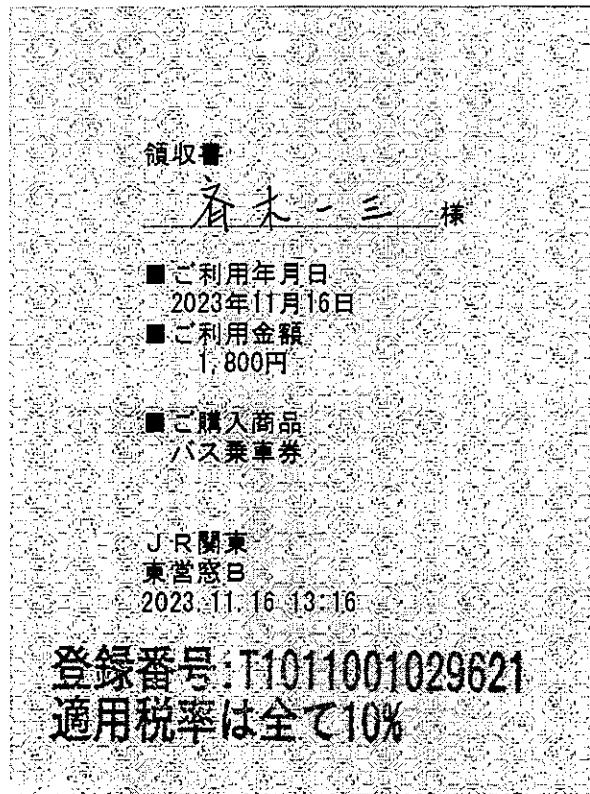 領収書
斉木一三 様
■ご利用年月日
2023年11月16日
■ご利用金額
1,800円
■ご購入商品
バス乗車券
JR関東
東営窓B
2023.11.16 13:16
登録番号:T1011001029621
適用税率は全て10%